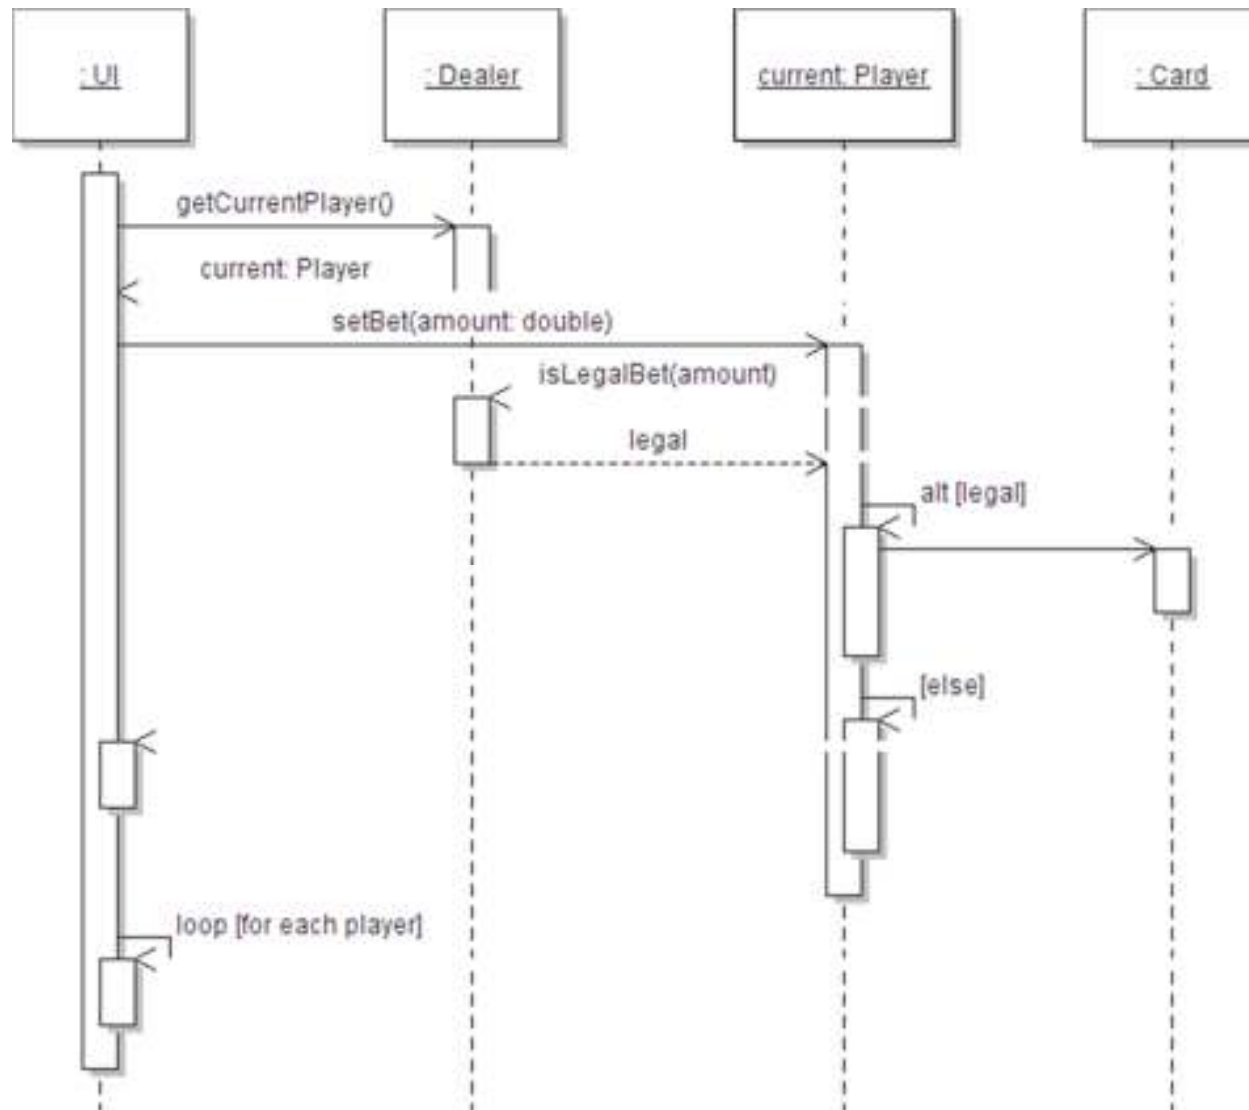 : UI
: Dealer
current: Player
: Card
getCurrentPlayer()
current: Player
setBet(amount: double)
isLegalBet(amount)
legal
alt [legal]
[else]
loop [for each player]